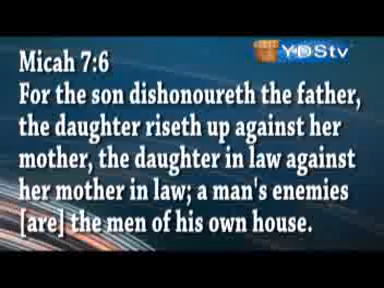 YDStv
Micah 7:6
For the son dishonoureth the father,
the daughter riseth up against her
mother, the daughter in law against
her mother in law; a man's enemies
[are] the men of his own house.